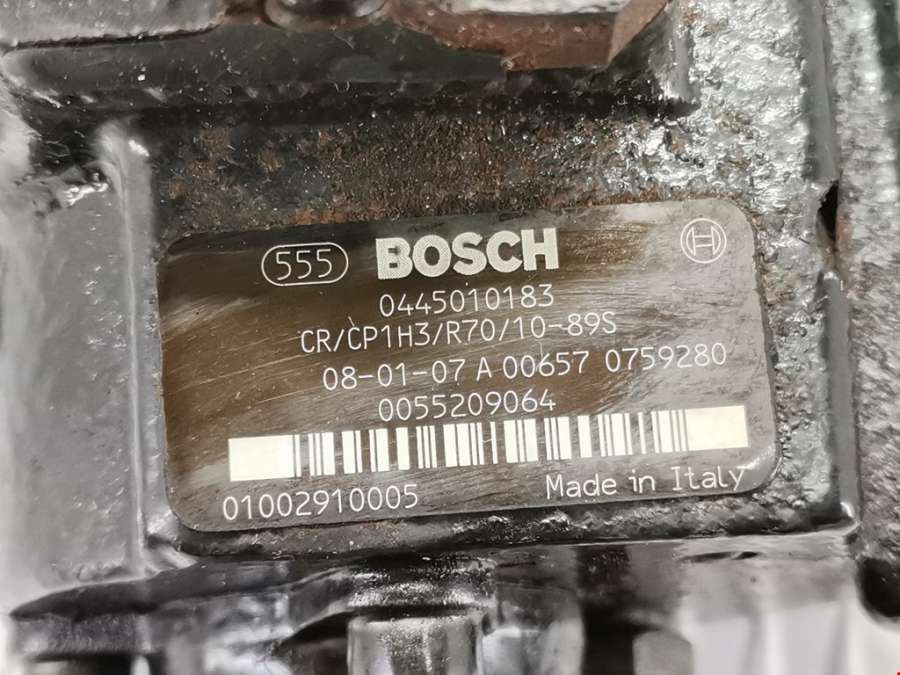 555 BOSCH
0445010183
CR/CP1H3/R70/10-89S
08-01-07 A 00657 0759280
0055209064
01002910005 Made in Italy